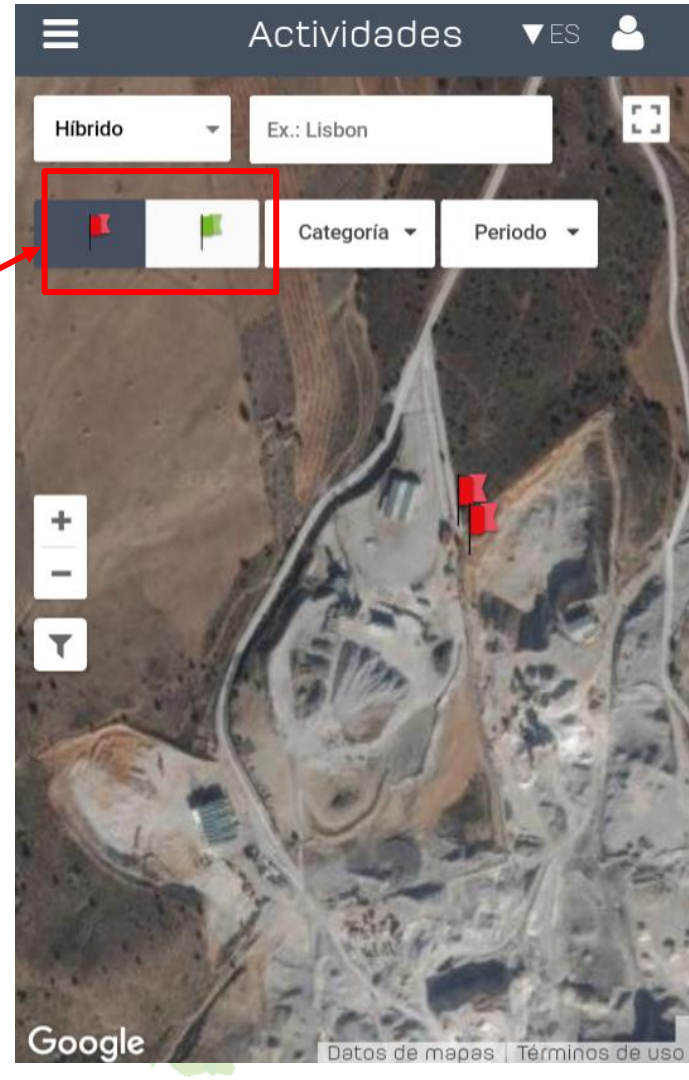 Actividades ▼ES
Híbrido Ex.: Lisbon
Categoría Periodo
+
−
Google Datos de mapas Términos de uso